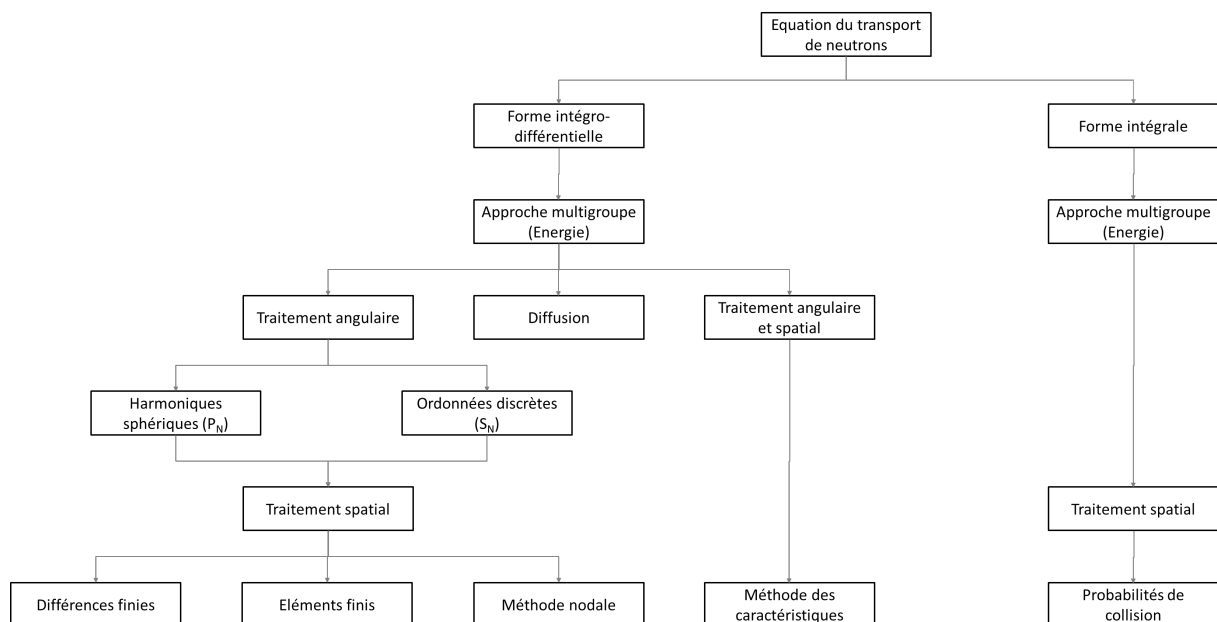 Equation du transport
de neutrons
Forme intégro-
différentielle
Forme intégrale
Approche multigroupe
(Energie)
Approche multigroupe
(Energie)
Traitement angulaire
Diffusion
Traitement angulaire
et spatial
Harmoniques
sphériques (PN)
Ordonnées discrètes
(SN)
Traitement spatial
Traitement spatial
Différences finies
Eléments finis
Méthode nodale
Méthode des
caractéristiques
Probabilités de
collision